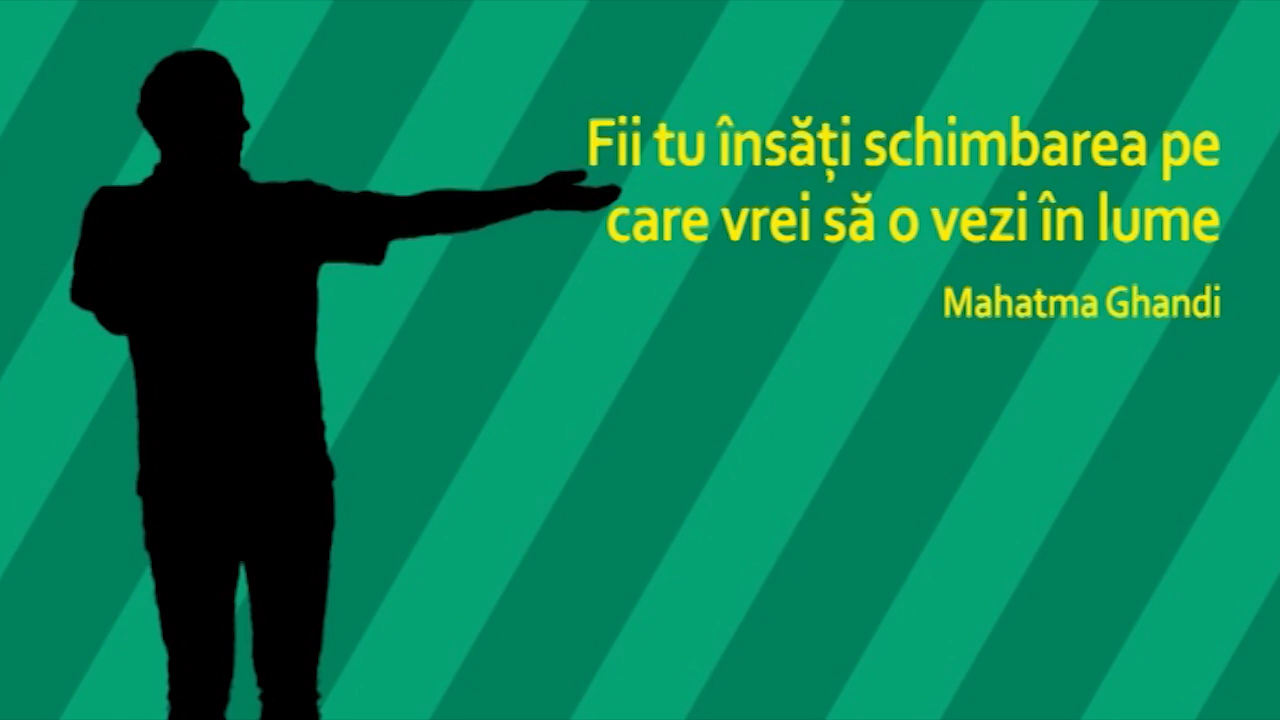 Fii tu însăți schimbarea pe
care vrei să o vezi în lume
Mahatma Ghandi